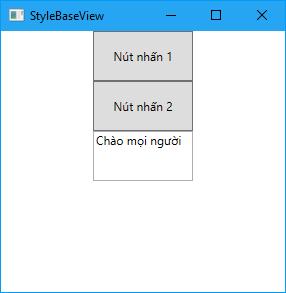 StyleBaseView
Nút nhấn 1
Nút nhấn 2
Chào mọi người